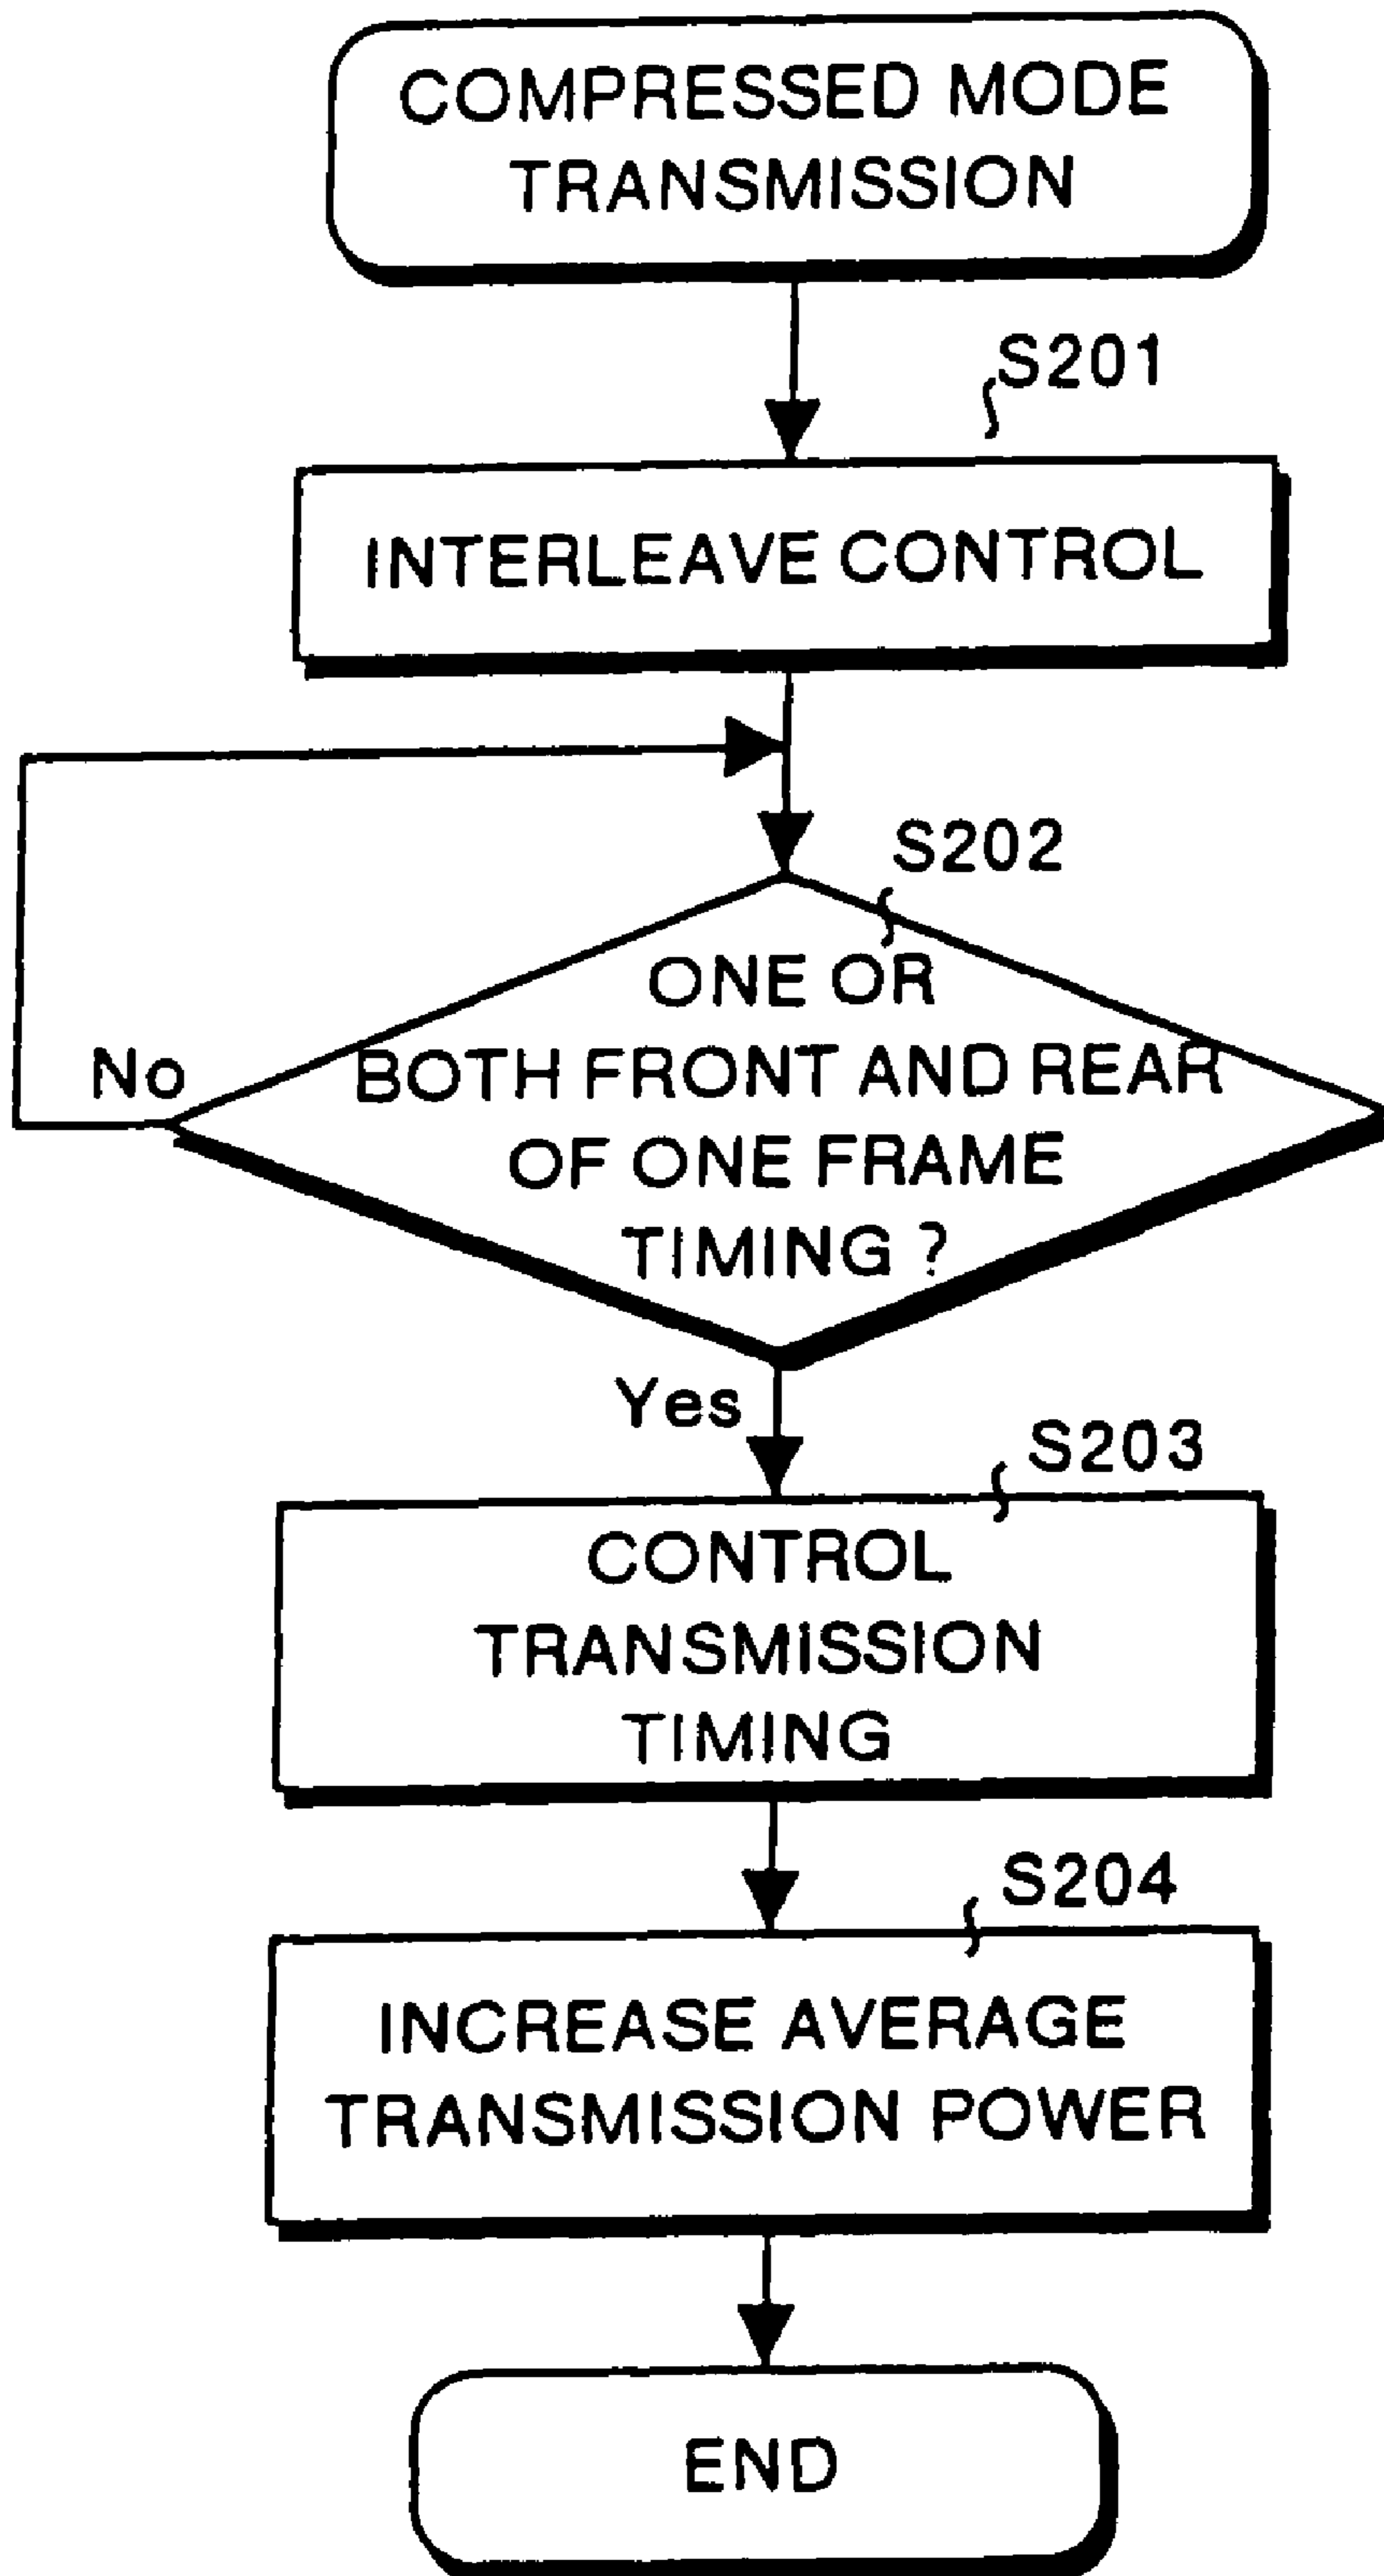 COMPRESSED MODE
TRANSMISSION
S201
INTERLEAVE CONTROL
S202
ONE OR
No
BOTH FRONT AND REAR
OF ONE FRAME
TIMING ?
Yes
S203
CONTROL
TRANSMISSION
TIMING
S204
INCREASE AVERAGE
TRANSMISSION POWER
END